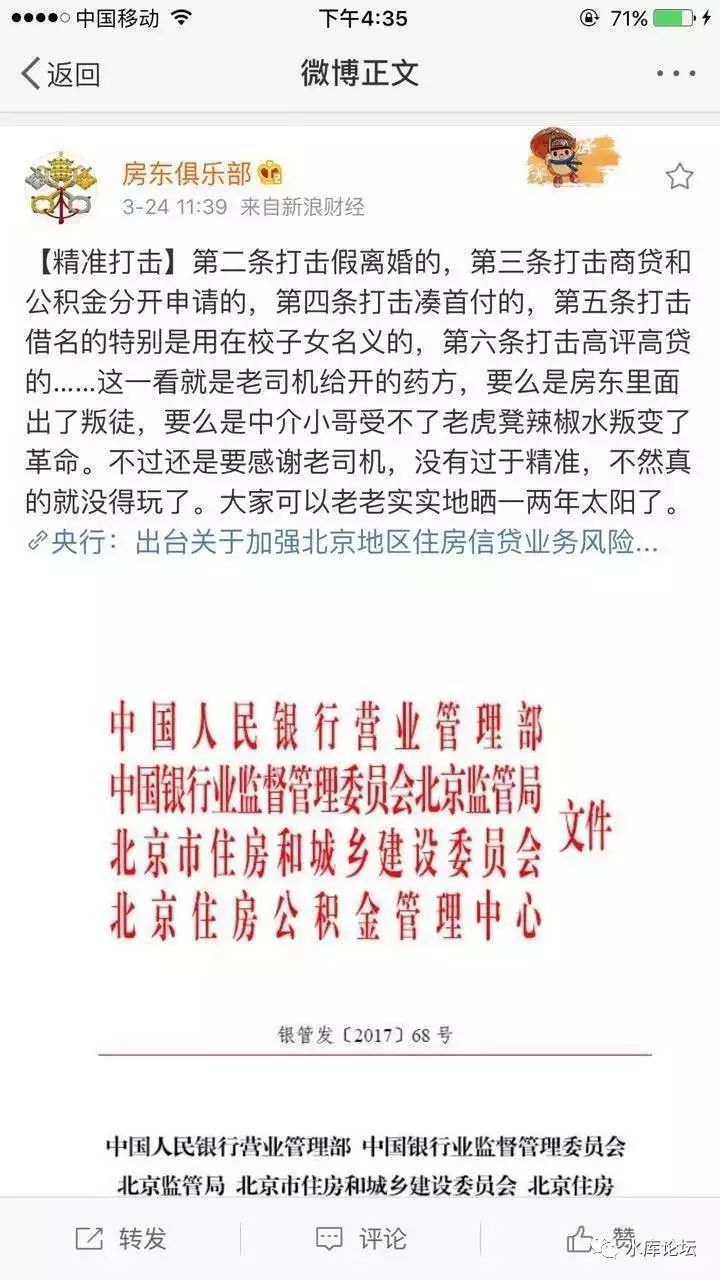 中国移动 下午4:35 71%
返回 微博正文
房东俱乐部
3-24 11:39 来自新浪财经
【精准打击】第二条打击假离婚的，第三条打击商贷和
公积金分开申请的，第四条打击凑首付的，第五条打击
借名的特别是用在校子女名义的，第六条打击高评高贷
的......这一看就是老司机给开的药方，要么是房东里面
出了叛徒，要么是中介小哥受不了老虎凳辣椒水叛变了
革命。不过还是要感谢老司机，没有过于精准，不然真
的就没得玩了。大家可以老老实实地晒一两年太阳了。
央行：出台关于加强北京地区住房信贷业务风险...
中国人民银行营业管理部
中国银行业监督管理委员会北京监管局
北京市住房和城乡建设委员会
北京住房公积金管理中心
文件
银管发〔2017〕68 号
中国人民银行营业管理部 中国银行业监督管理委员会
北京监管局 北京市住房和城乡建设委员会 北京住房
转发 评论 赞
水库论坛